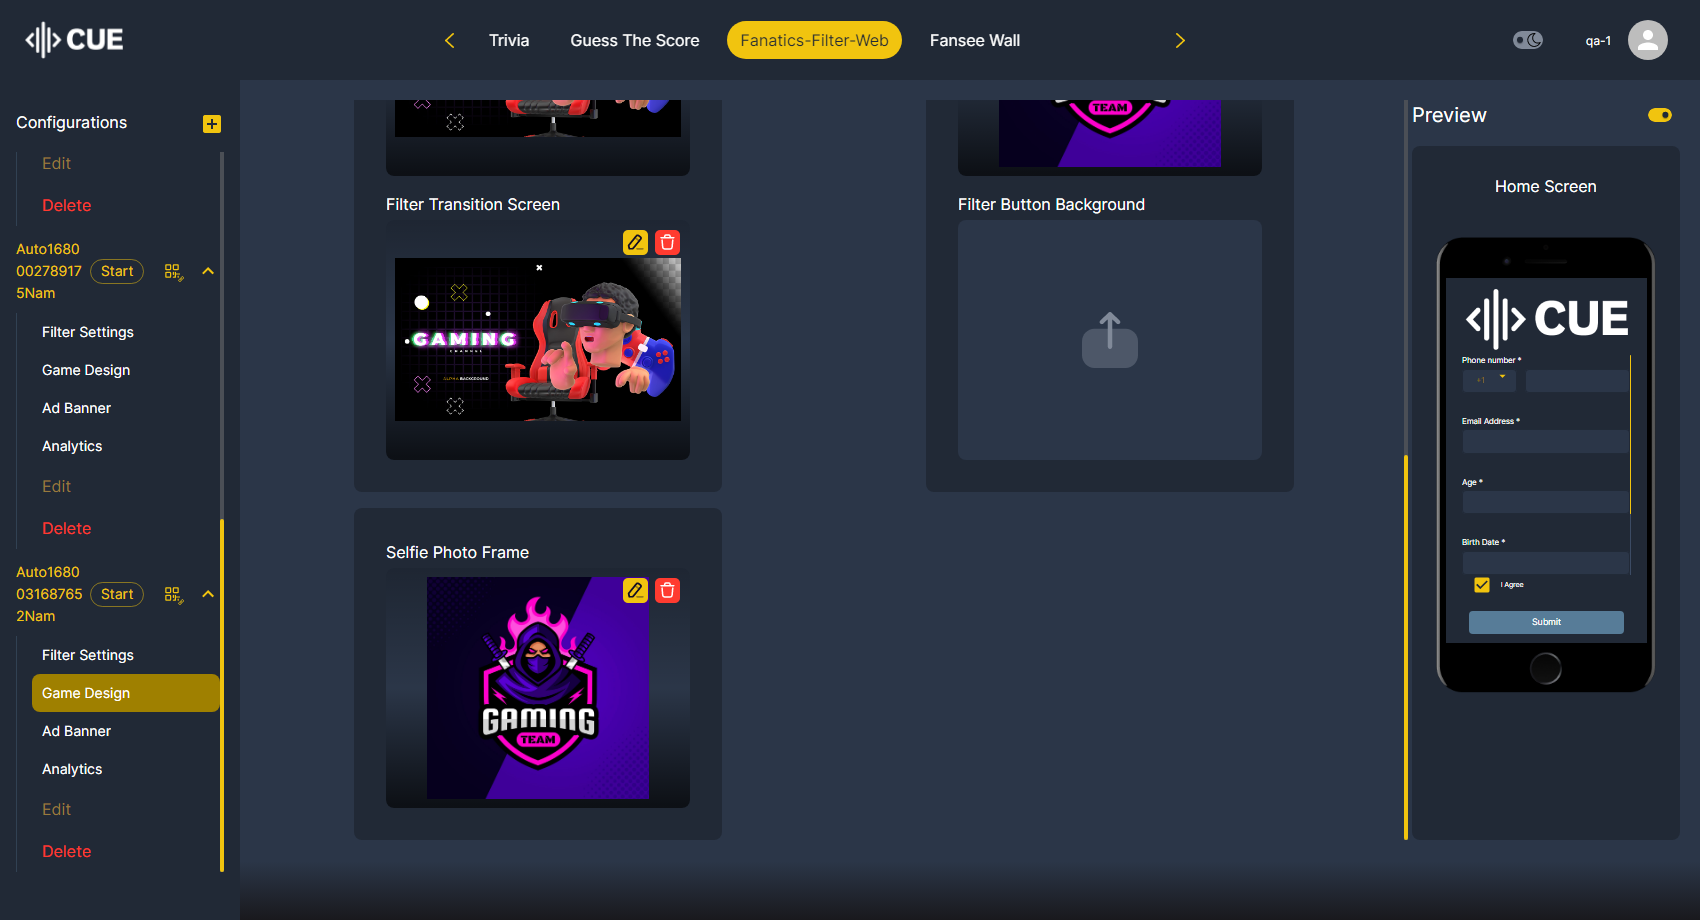 CUE
Trivia
Guess The Score
Fanatics-Filter-Web
Fansee Wall
qa-1
Configurations
Edit
Delete
Auto1680
00278917
5Nam
Start
Filter Settings
Game Design
Ad Banner
Analytics
Edit
Delete
Auto1680
03168765
2Nam
Start
Filter Settings
Game Design
Ad Banner
Analytics
Edit
Delete
Filter Transition Screen
GAMING
CHANNEL
ALPHA BACKGROUND
Selfie Photo Frame
GAMING
TEAM
TEAM
Filter Button Background
Preview
Home Screen
CUE
Phone number *
+1
Email Address *
Age *
Birth Date *
I Agree
Submit